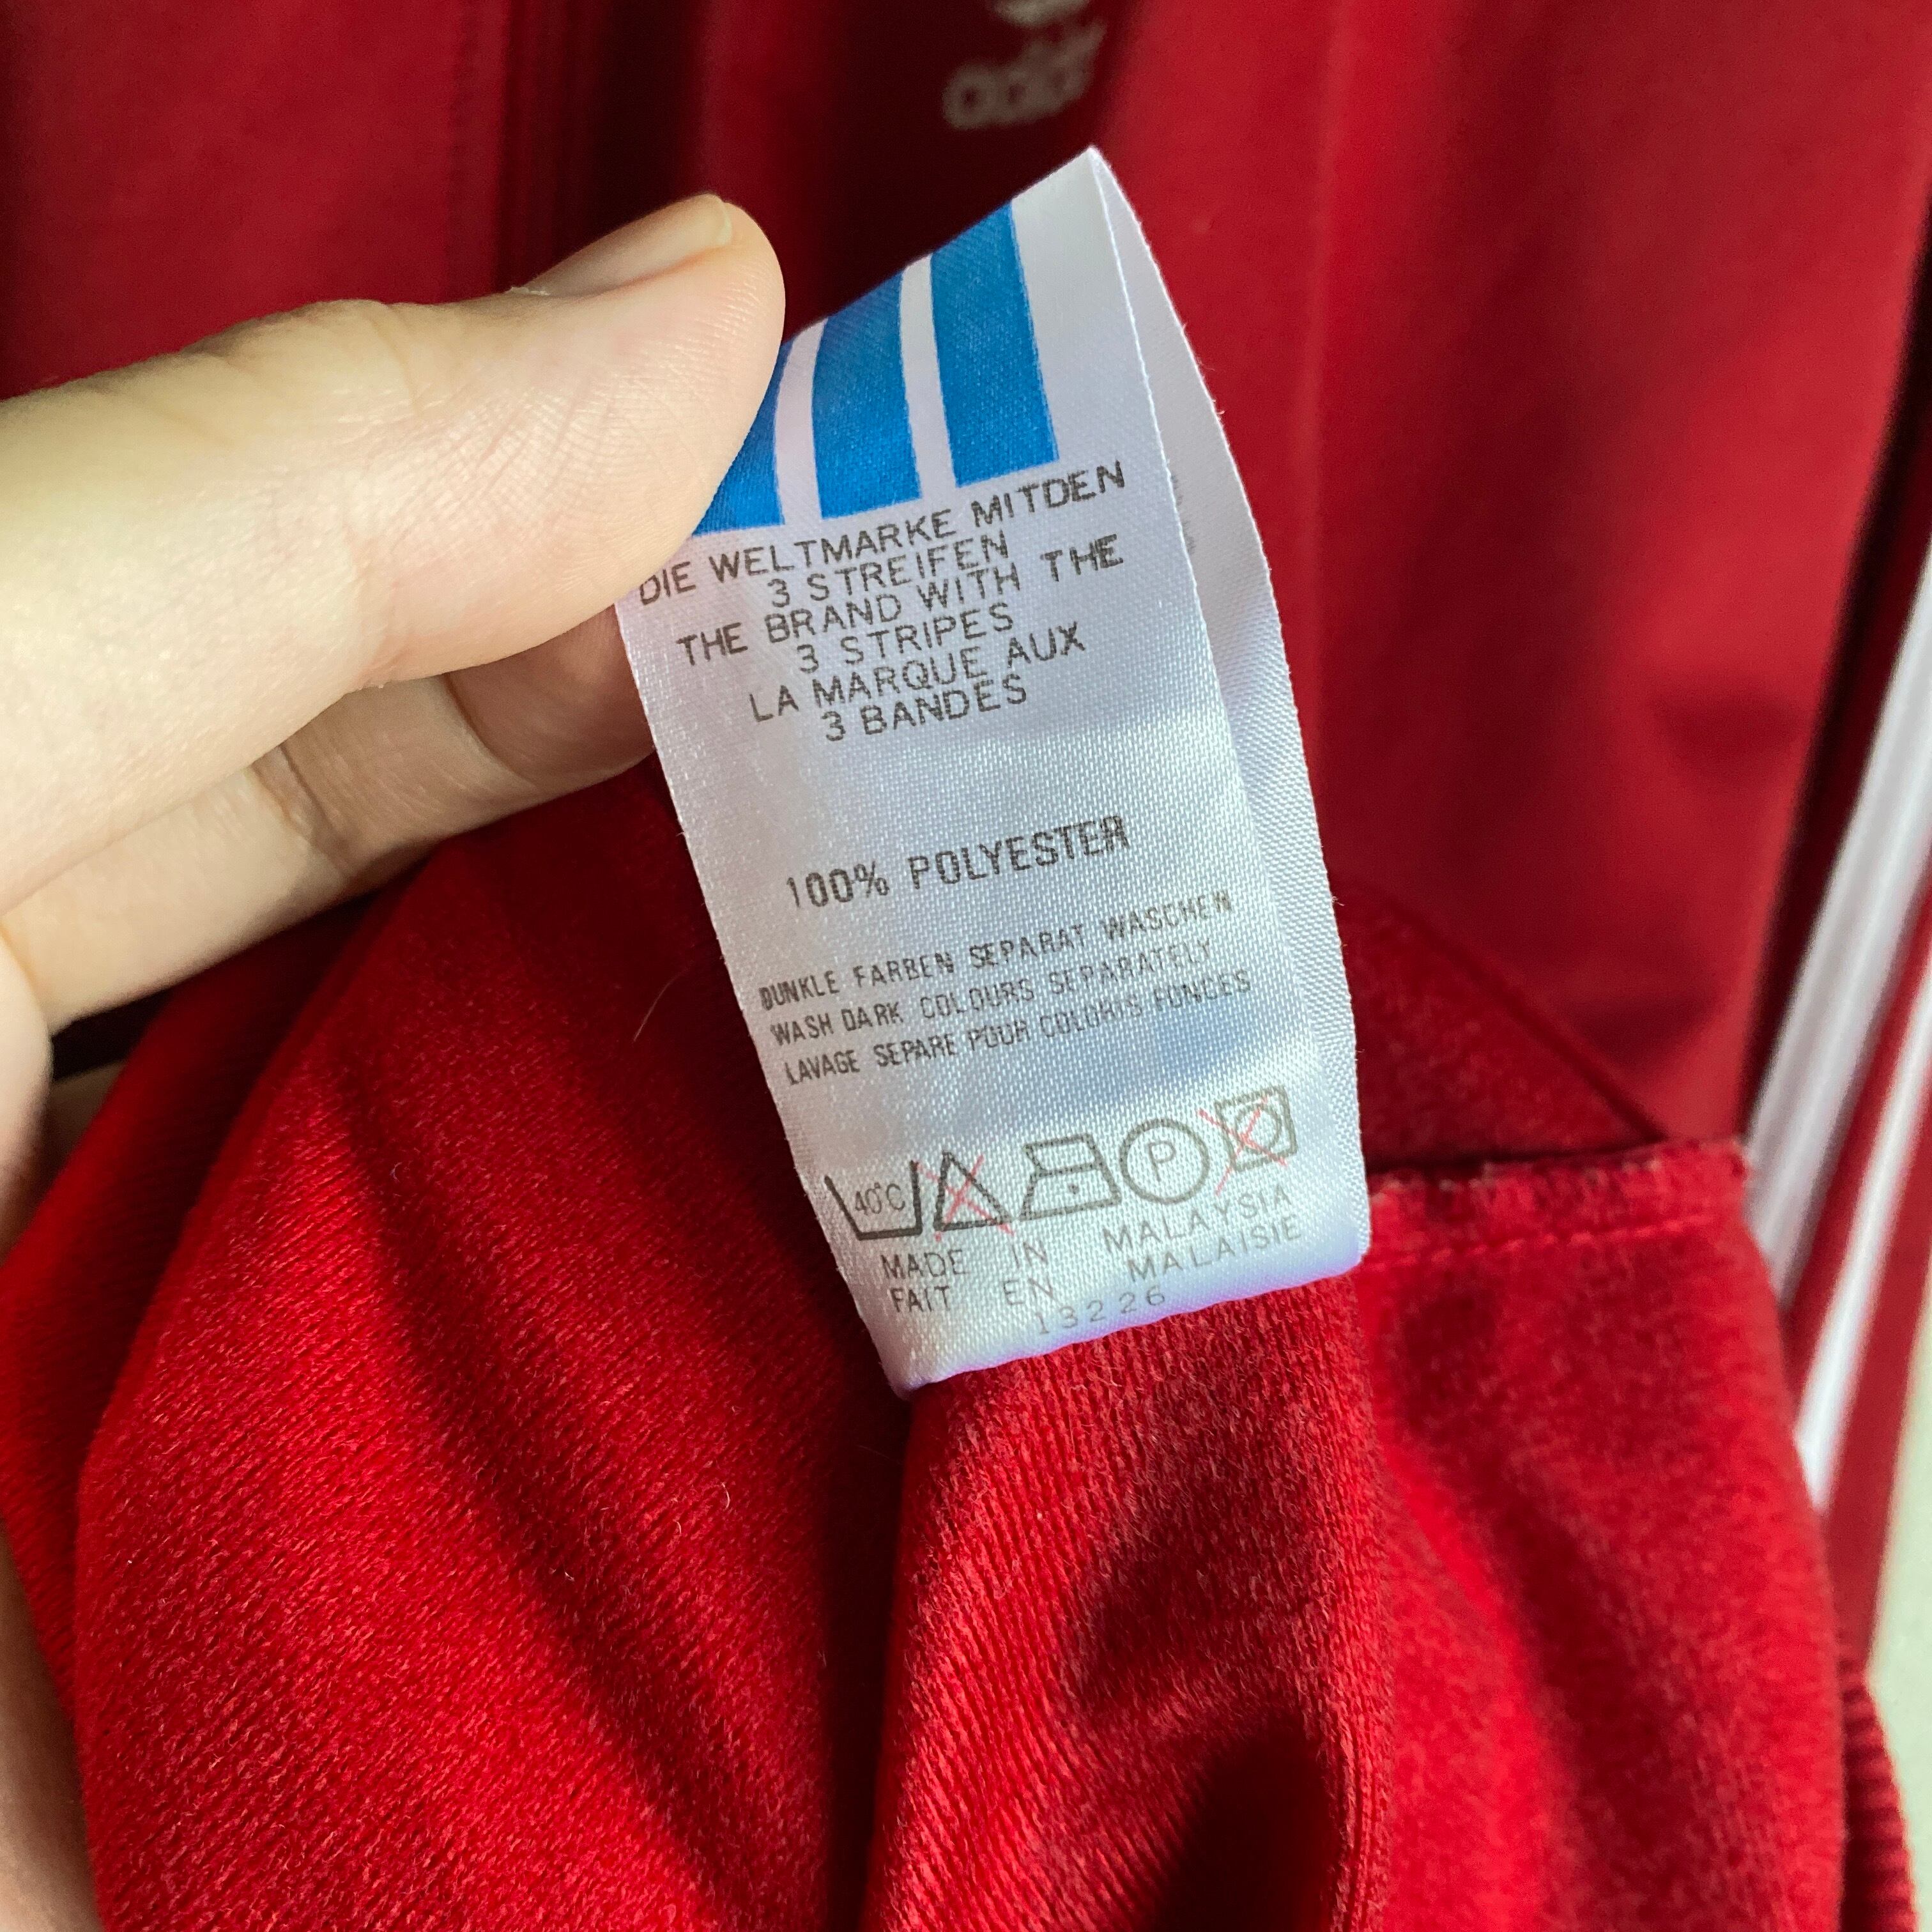 adidas
DIE WELTMARKE MITDEN
3 STREIFEN
THE BRAND WITH THE
3 STRIPES
LA MARQUE AUX
3 BANDES
100% POLYESTER
DUNKLE FARBEN SEPARAT WASCHEN
WASH DARK COLOURS SEPARATELY
LAVAGE SEPARE POUR COLORIS FONCES
40°C P
MADE IN MALAYSIA
FAIT EN MALAISIE
13226